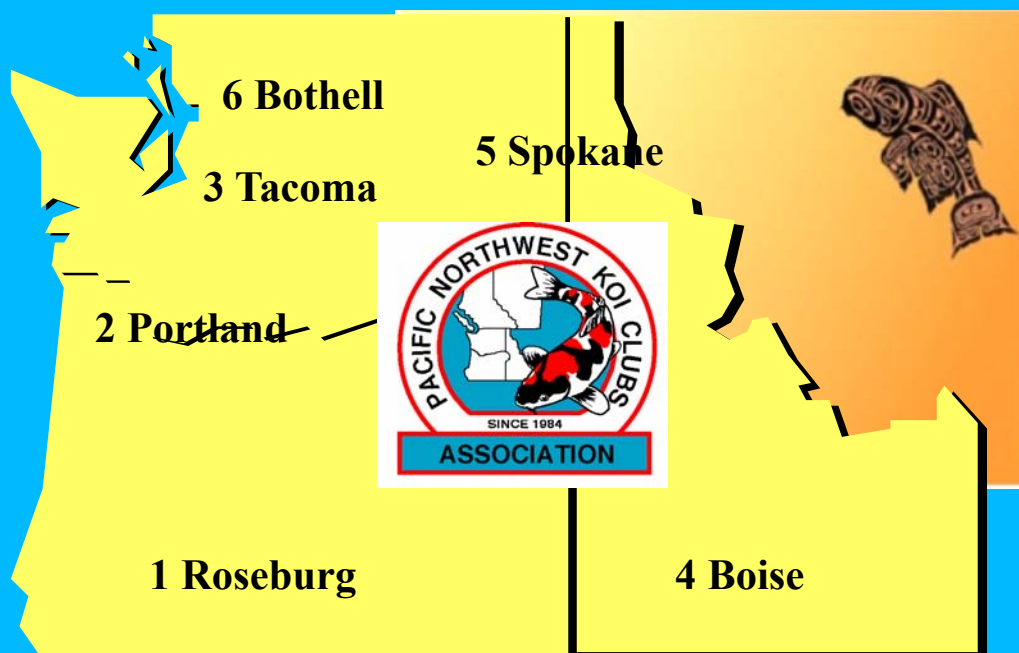 6 Bothell
5 Spokane
3 Tacoma
PACIFIC NORTHWEST KOI CLUBS
2 Portland
SINCE 1984
ASSOCIATION
1 Roseburg
4 Boise